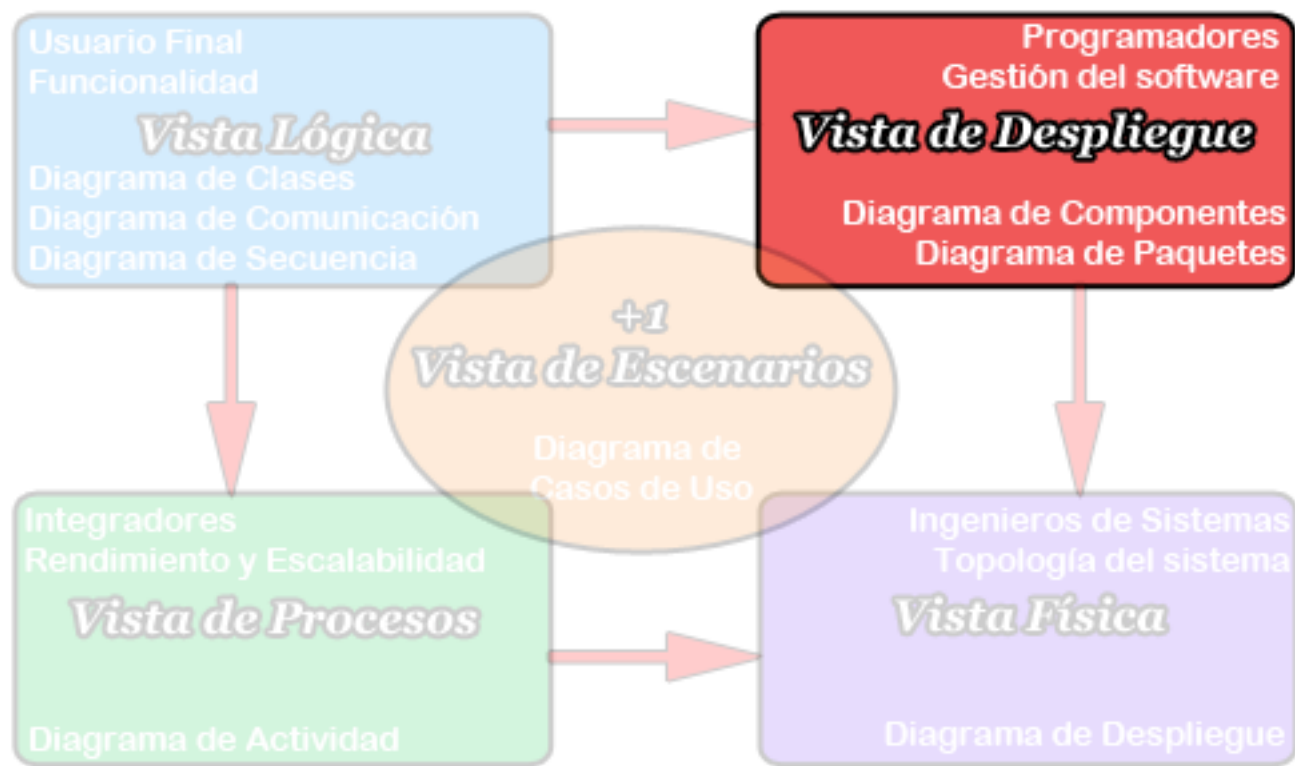 Usuario Final
Funcionalidad
Vista Lógica
Diagrama de Clases
Diagrama de Comunicación
Diagrama de Secuencia
Programadores
Gestión del software
Vista de Despliegue
Diagrama de Componentes
Diagrama de Paquetes
+1
Vista de Escenarios
Diagrama de
Casos de Uso
Integradores
Rendimiento y Escalabilidad
Vista de Procesos
Diagrama de Actividad
Ingenieros de Sistemas
Topología del sistema
Vista Física
Diagrama de Despliegue